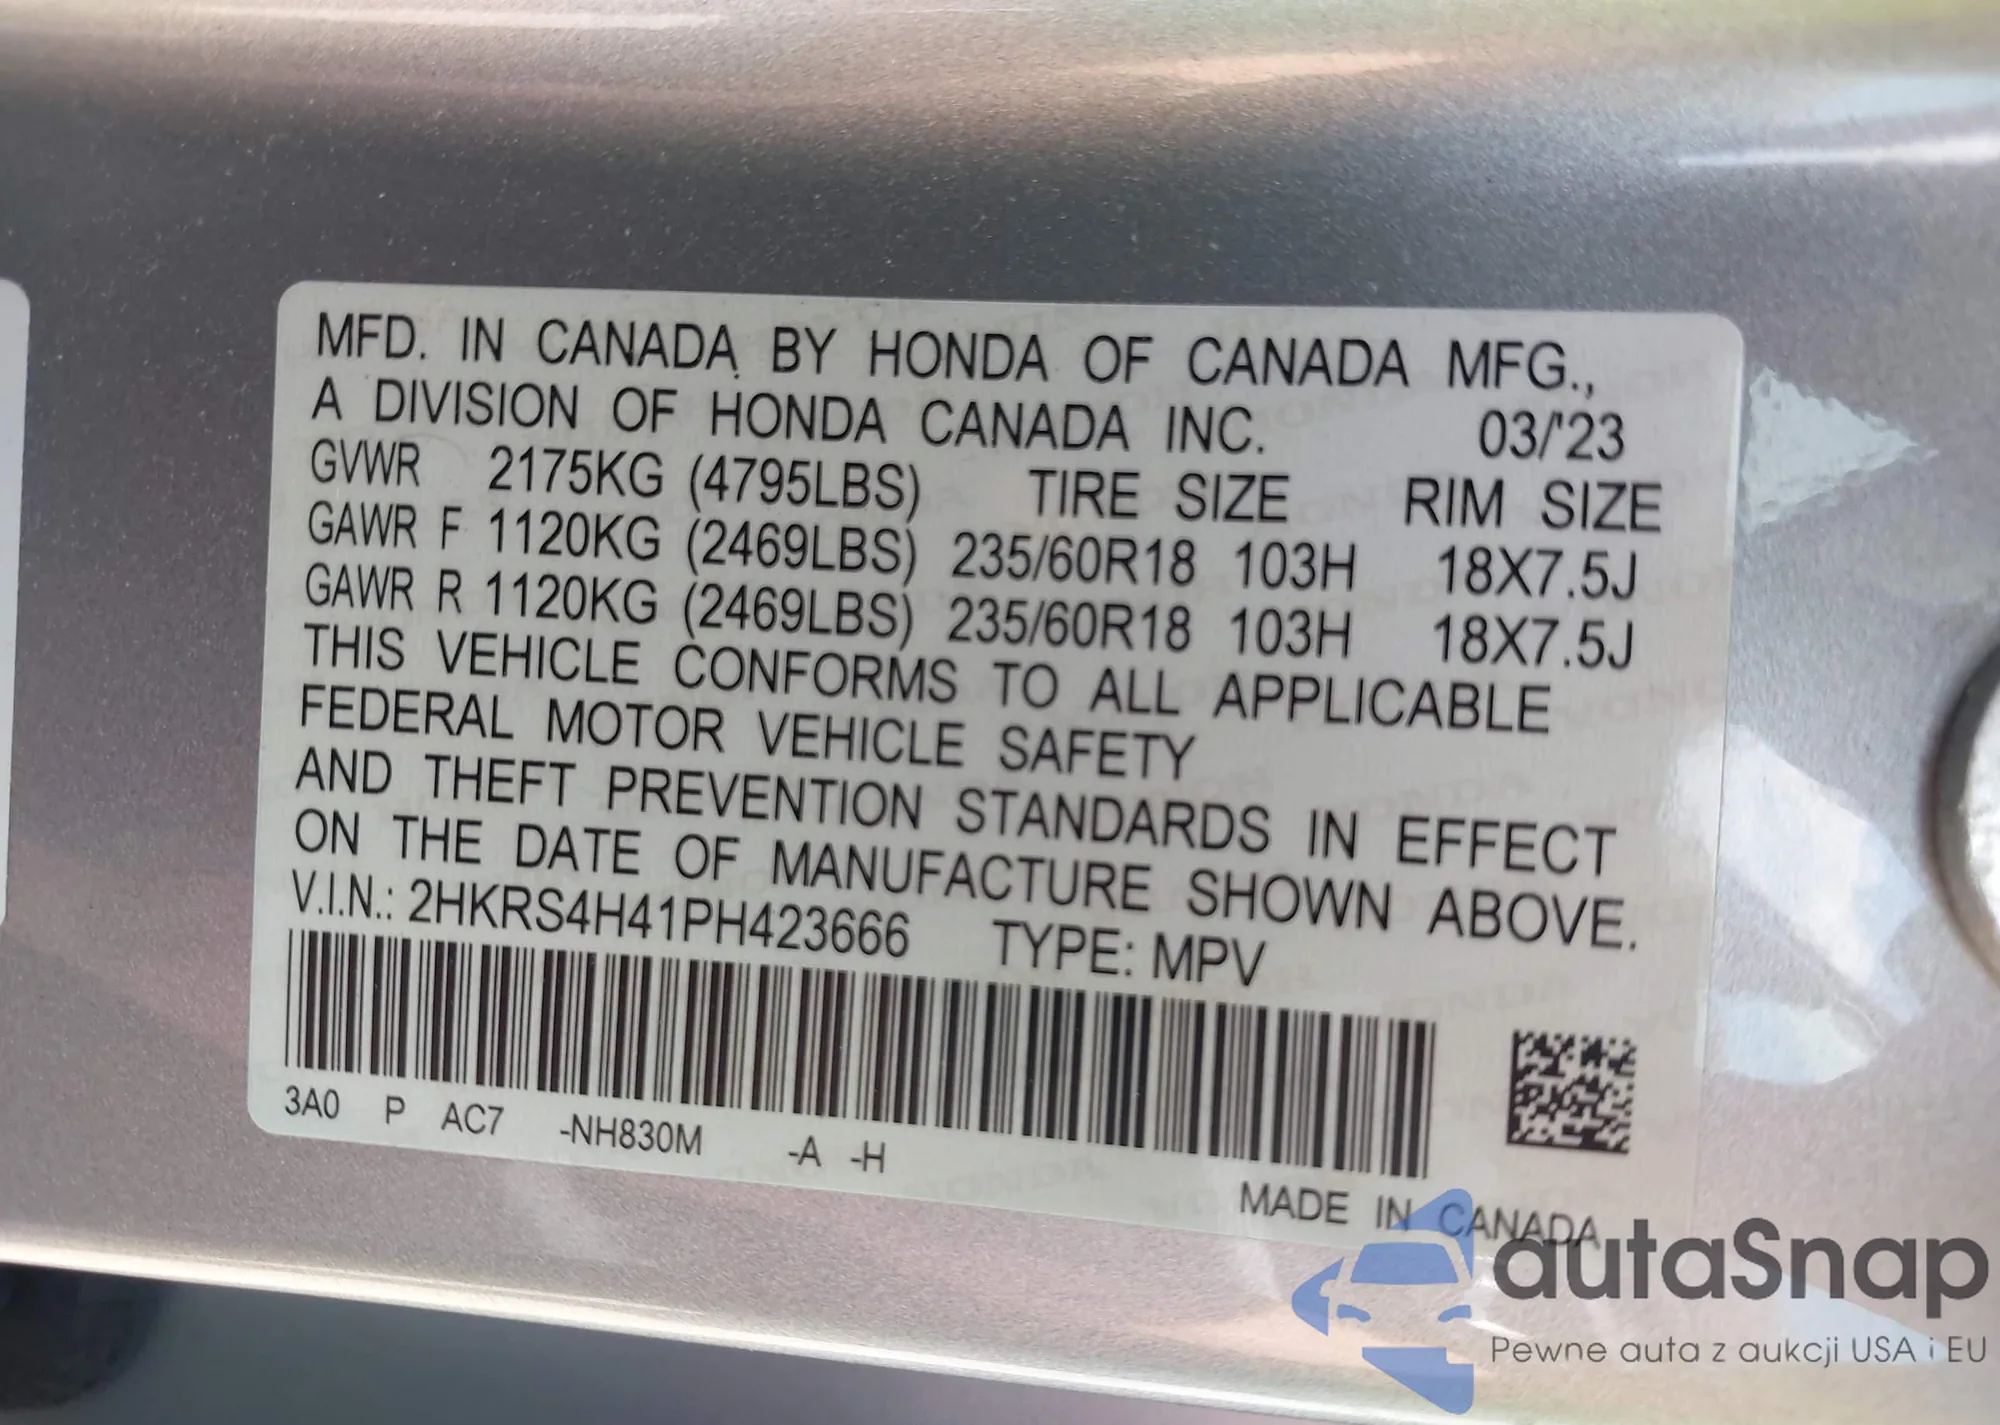 MFD. IN CANADA BY HONDA OF CANADA MFG.,
A DIVISION OF HONDA CANADA INC. 03/'23
GVWR 2175KG (4795LBS) TIRE SIZE RIM SIZE
GAWR F 1120KG (2469LBS) 235/60R18 103H 18X7.5J
GAWR R 1120KG (2469LBS) 235/60R18 103H 18X7.5J
THIS VEHICLE CONFORMS TO ALL APPLICABLE
FEDERAL MOTOR VEHICLE SAFETY
AND THEFT PREVENTION STANDARDS IN EFFECT
ON THE DATE OF MANUFACTURE SHOWN ABOVE.
V.I.N.: 2HKRS4H41PH423666 TYPE: MPV
3A0 P AC7 -NH830M -A -H
MADE IN CANADA
autaSnap
Pewne auta z aukcji USA i EU